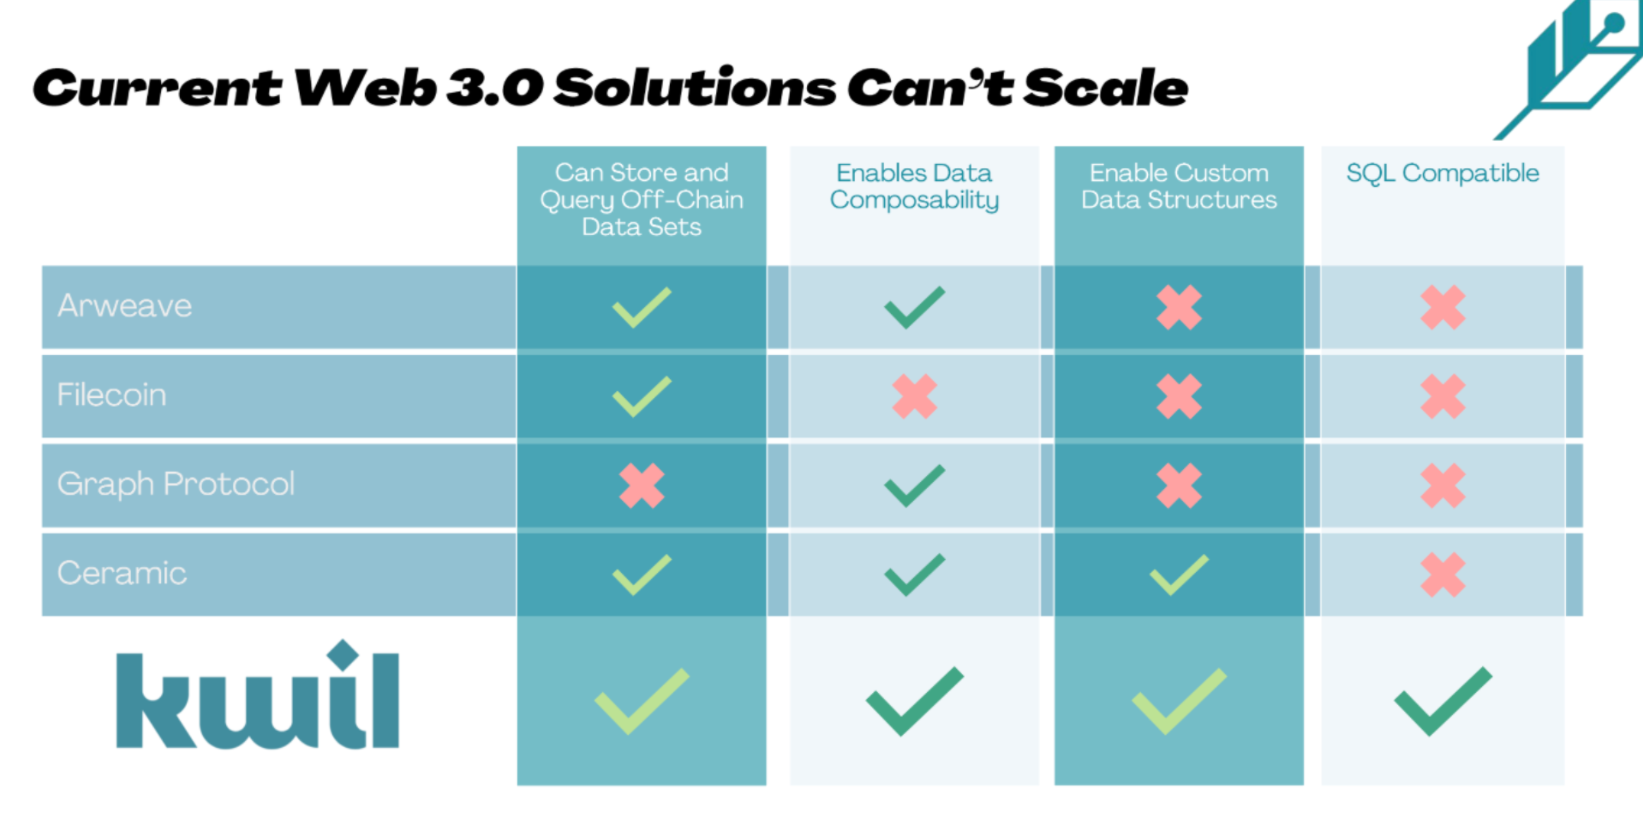 Current Web 3.0 Solutions Can't Scale
Can Store and
Query Off-Chain
Data Sets
Enables Data
Composability
Enable Custom
Data Structures
SQL Compatible
Arweave
Filecoin
Graph Protocol
Ceramic
kwil